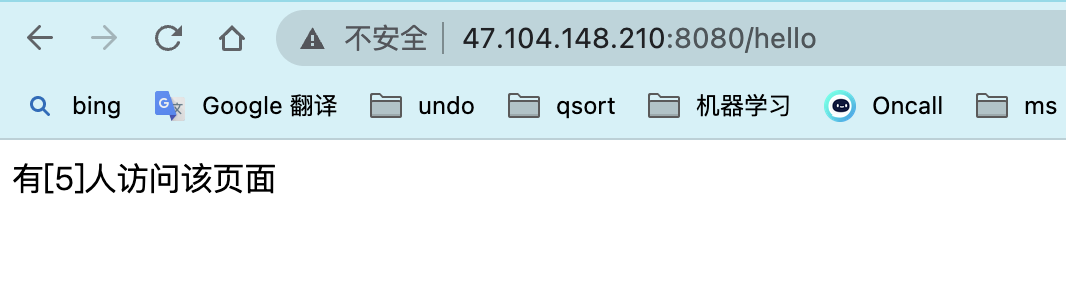 不安全 47.104.148.210:8080/hello
bing Google 翻译 undo qsort 机器学习 Oncall ms
有[5]人访问该页面